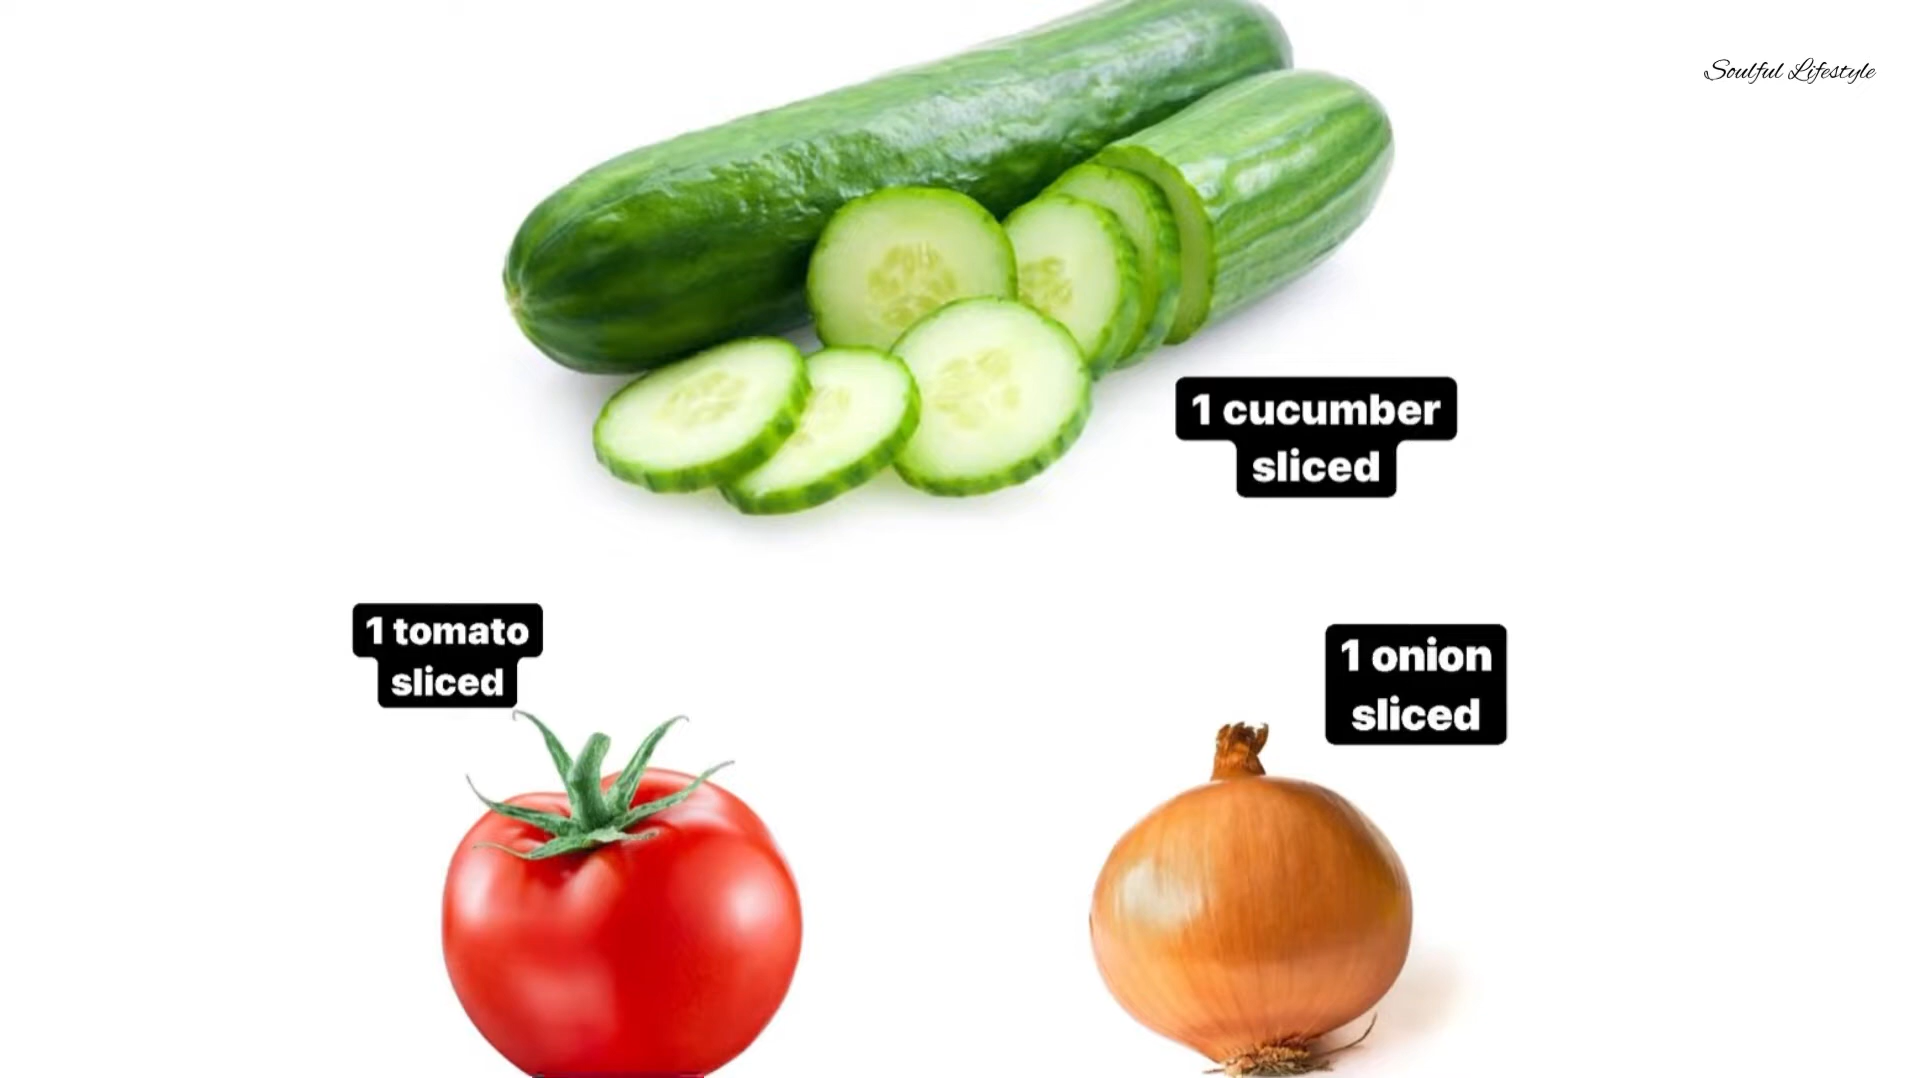 Soulful Lifestyle
1 cucumber
sliced
1 tomato
sliced
1 onion
sliced